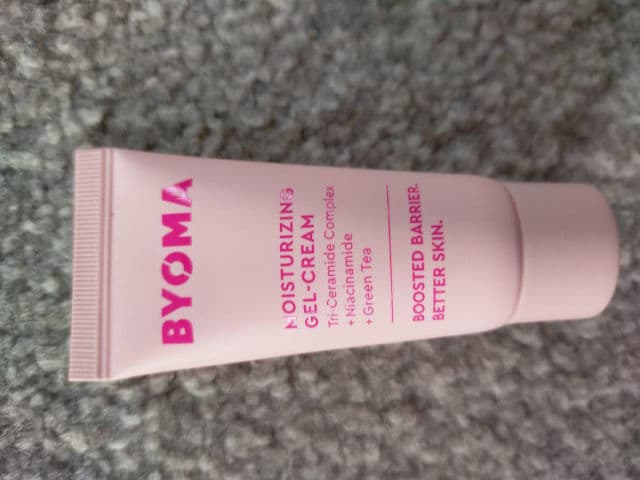 BYOMA
MOISTURIZING
GEL-CREAM
Tri-Ceramide Complex
+ Niacinamide
+ Green Tea
BOOSTED BARRIER.
BETTER SKIN.